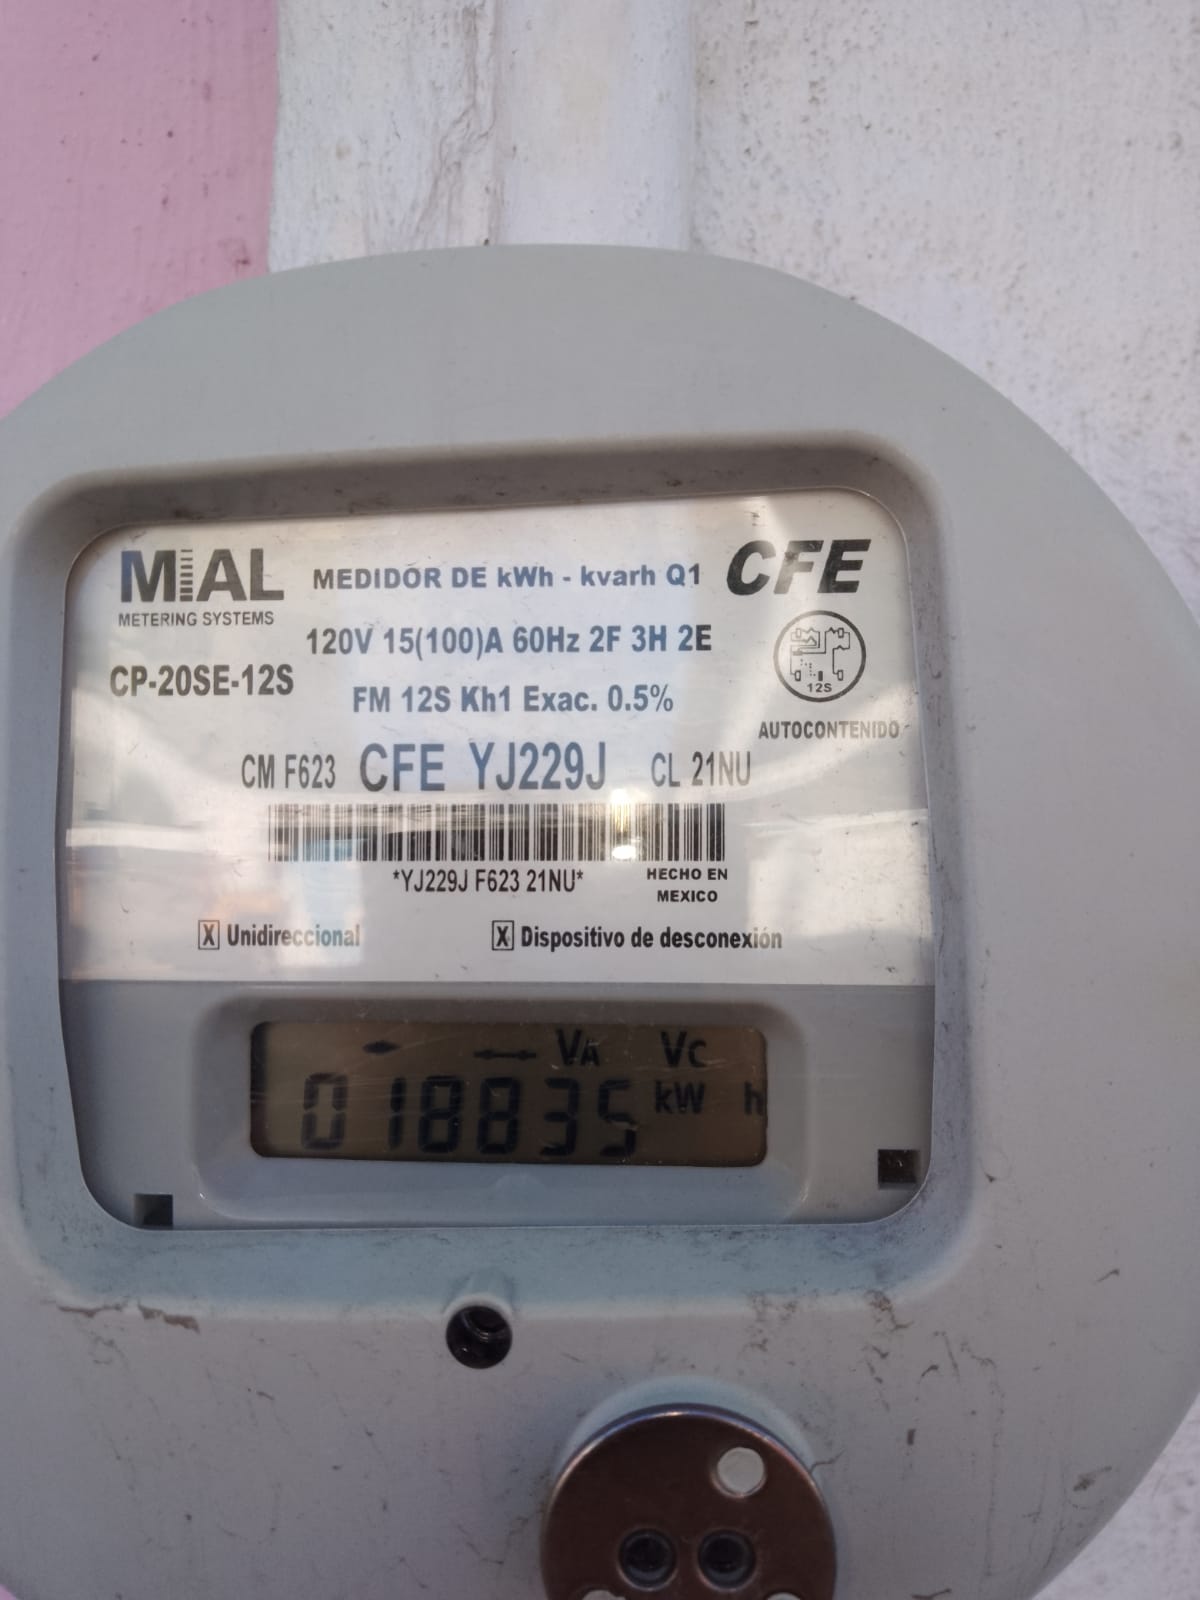 MIAL
METERING SYSTEMS
MEDIDOR DE kWh - kvarh Q1
CFE
120V 15(100)A 60Hz 2F 3H 2E
CP-20SE-12S
FM 12S Kh1 Exac. 0.5%
12S
AUTOCONTENIDO
CM F623 CFE YJ229J CL 21NU
*YJ229J F623 21NU*
HECHO EN
MEXICO
X Unidireccional
X Dispositivo de desconexión
VA VC
018835 kW h